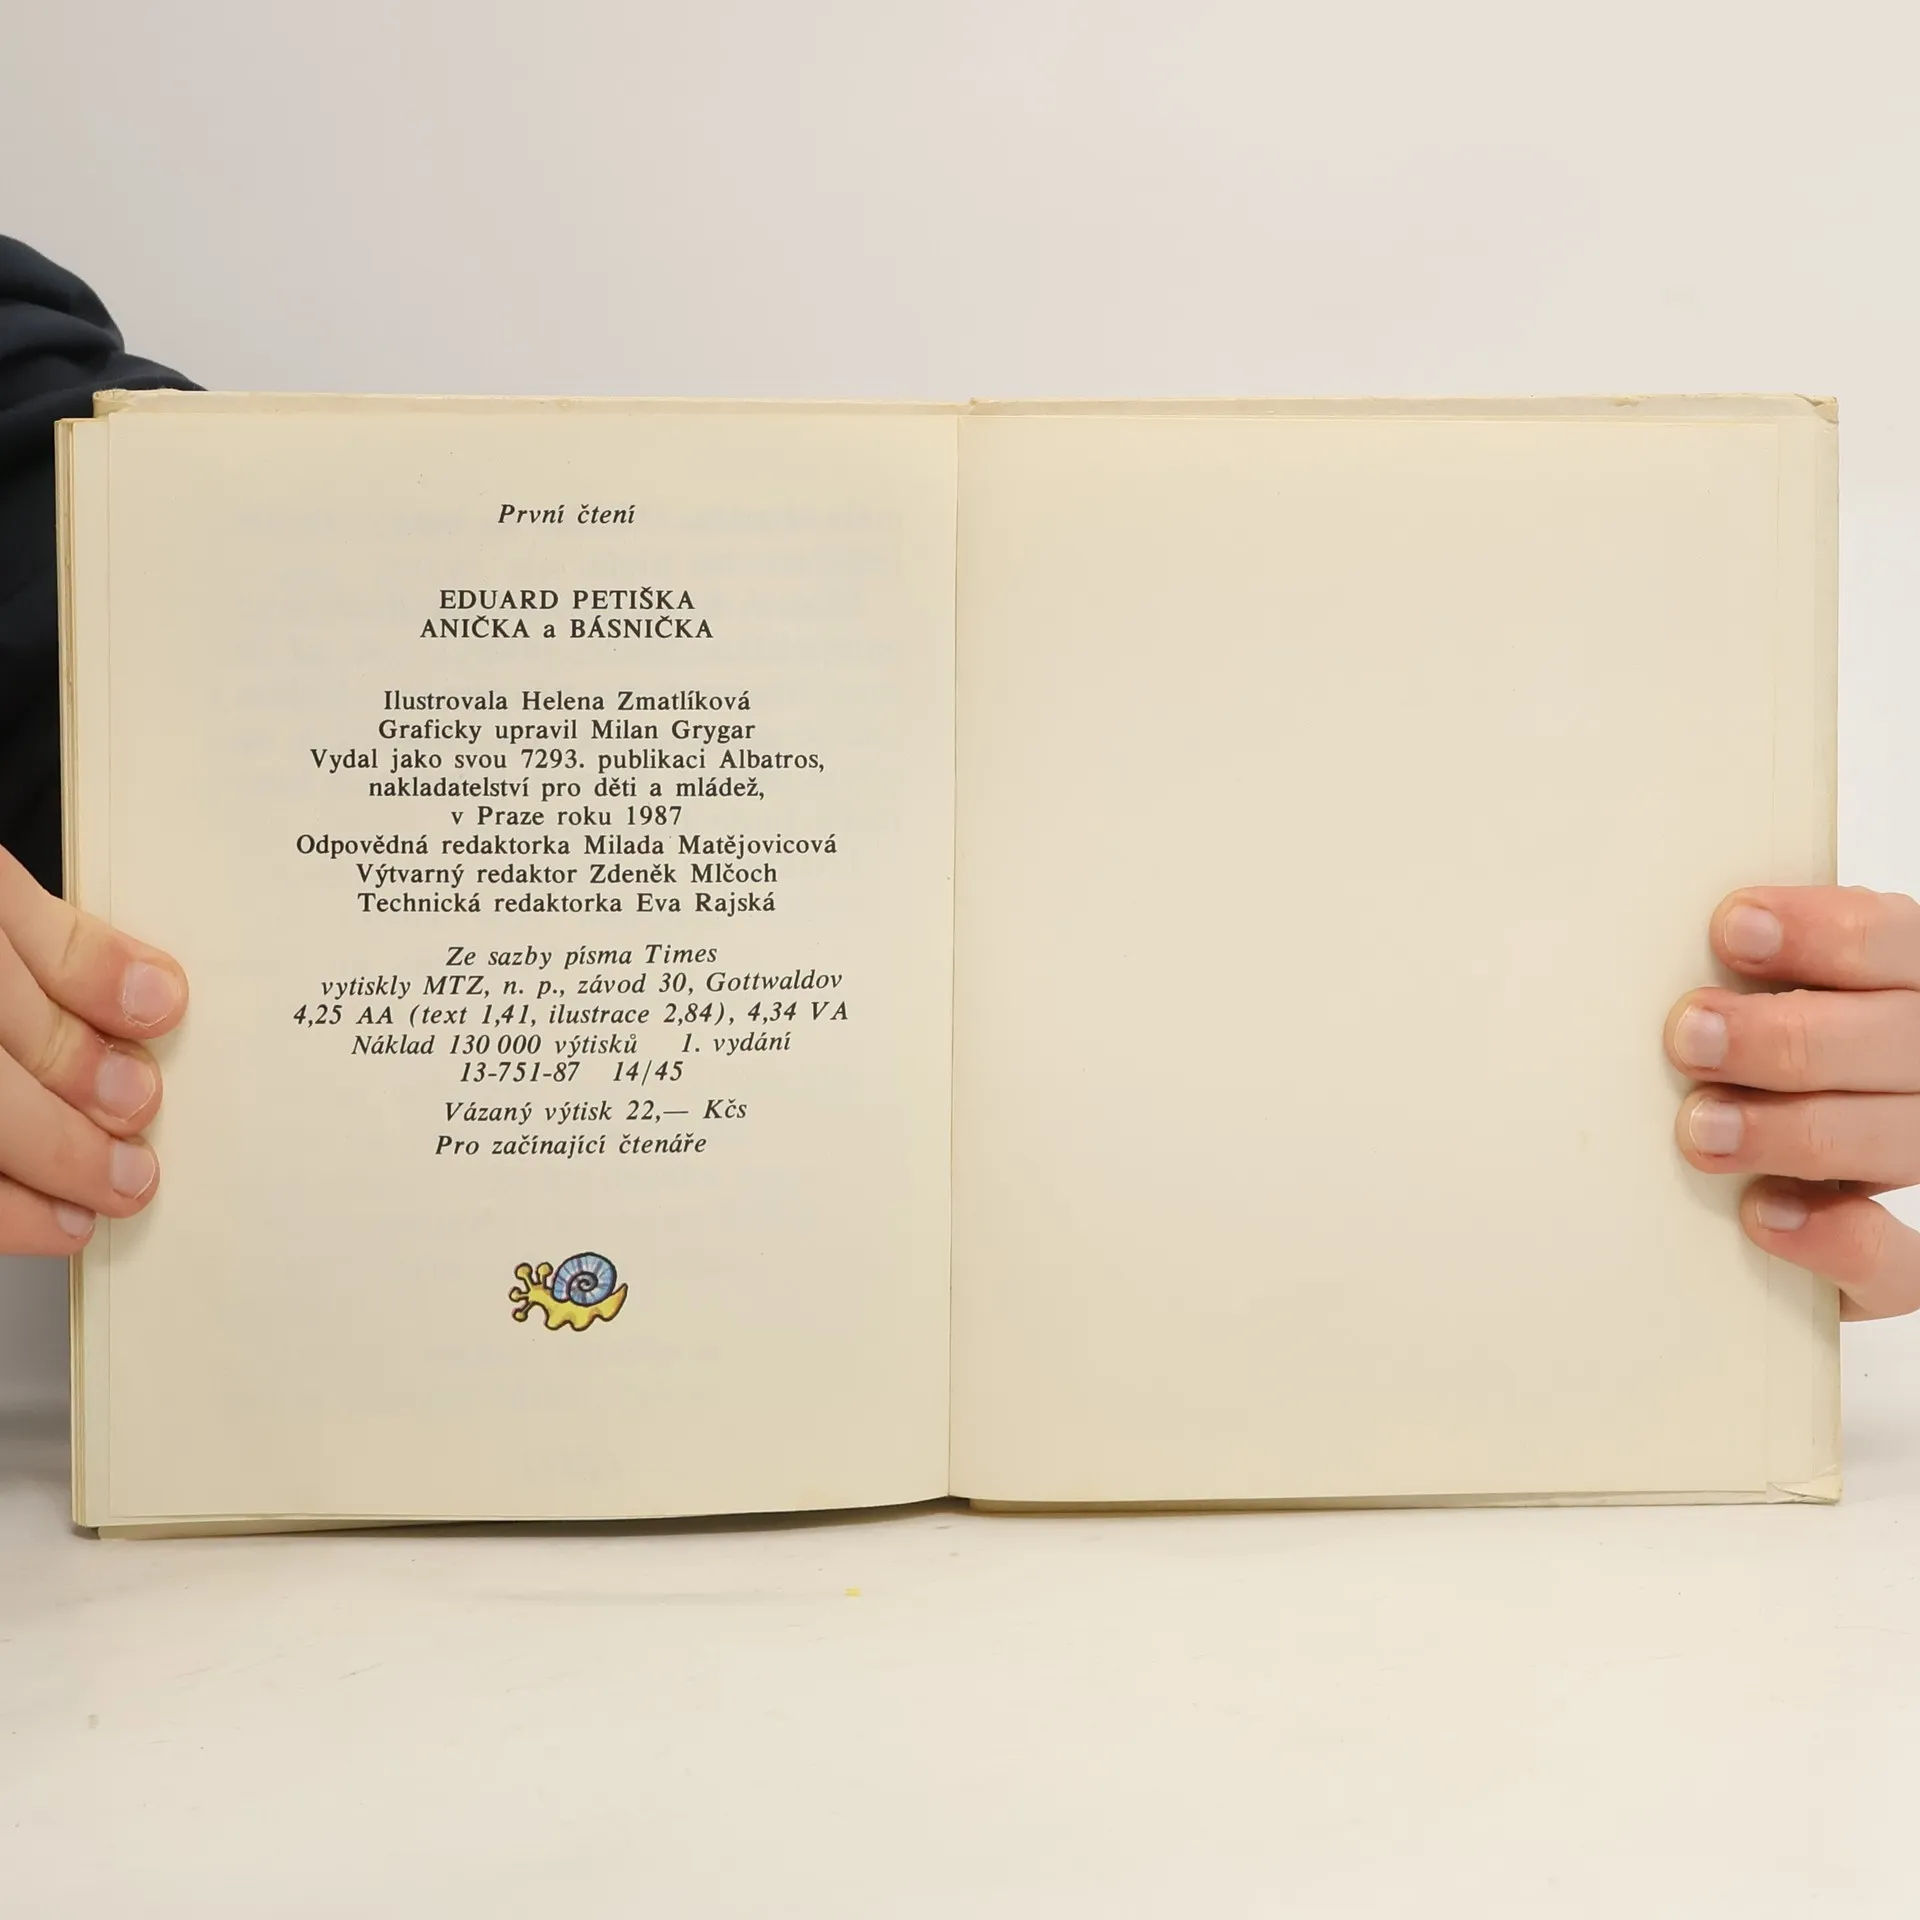 První čtení
EDUARD PETIŠKA
ANIČKA a BÁSNIČKA
Ilustrovala Helena Zmatlíková
Graficky upravil Milan Grygar
Vydal jako svou 7293. publikaci Albatros,
nakladatelství pro děti a mládež,
v Praze roku 1987
Odpovědná redaktorka Milada Matějovicová
Výtvarný redaktor Zdeněk Mlčoch
Technická redaktorka Eva Rajská
Ze sazby písma Times
vytiskly MTZ, n. p., závod 30, Gottwaldov
4,25 AA (text 1,41, ilustrace 2,84), 4,34 VA
Náklad 130 000 výtisků 1. vydání
13-751-87 14/45
Vázaný výtisk 22,— Kčs
Pro začínající čtenáře